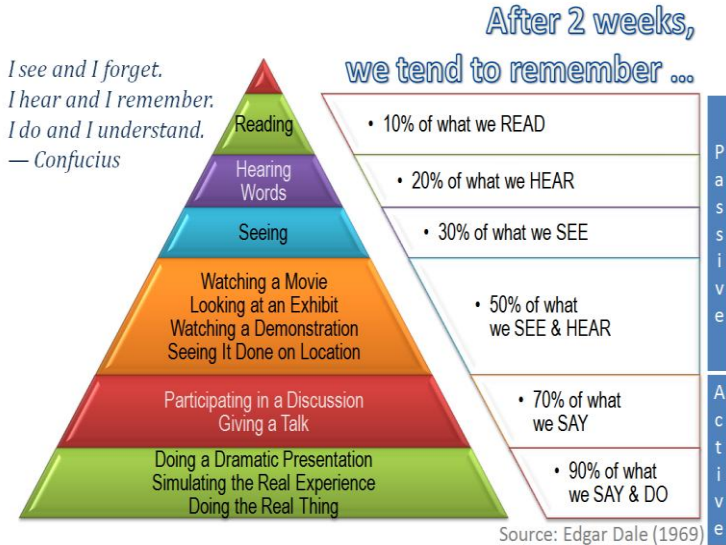 After 2 weeks,
we tend to remember ...
I see and I forget.
I hear and I remember.
I do and I understand.
— Confucius
Reading
• 10% of what we READ
Hearing
Words
• 20% of what we HEAR
Seeing
• 30% of what we SEE
Watching a Movie
Looking at an Exhibit
Watching a Demonstration
Seeing It Done on Location
• 50% of what
we SEE & HEAR
Passive
Participating in a Discussion
Giving a Talk
• 70% of what
we SAY
Doing a Dramatic Presentation
Simulating the Real Experience
Doing the Real Thing
• 90% of what
we SAY & DO
Active
Source: Edgar Dale (1969)